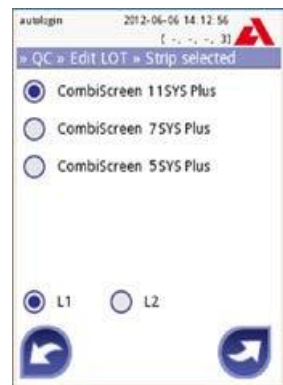 autologin 2012-06-06 14:12:56
[ -, -, -, 3]
» QC » Edit LOT » Strip selected
CombiScreen 11SYS Plus
CombiScreen 7SYS Plus
CombiScreen 5SYS Plus
L1 L2